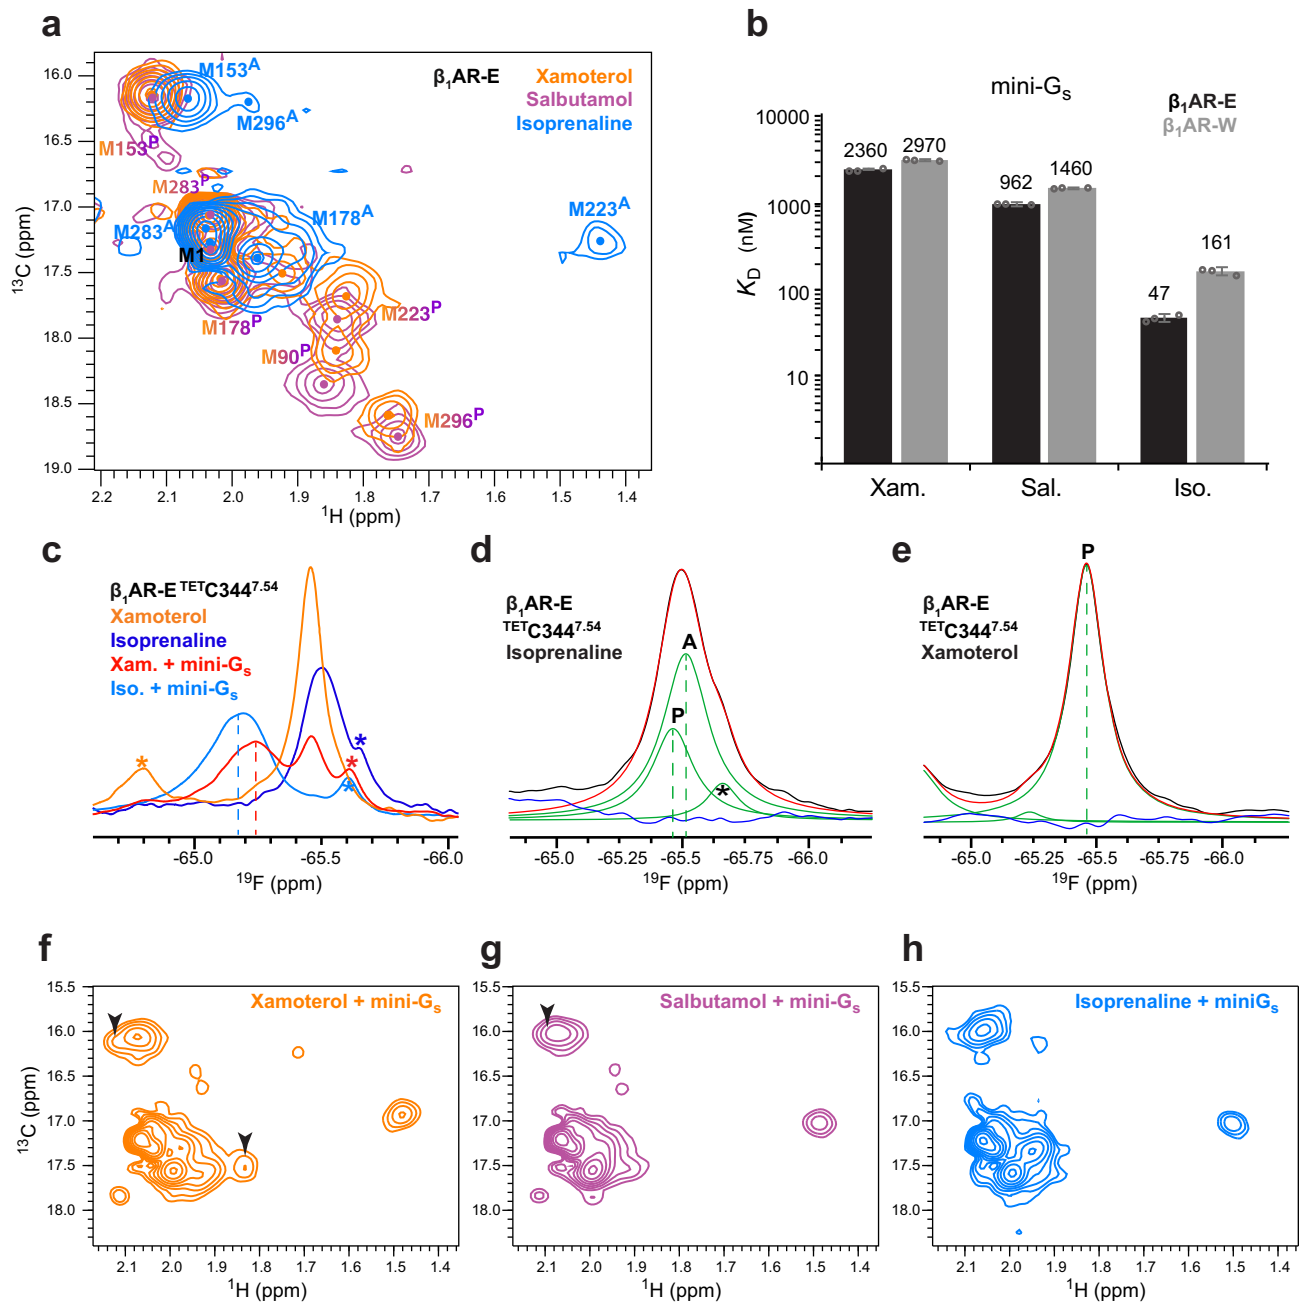 a
β₁AR-E
Xamoterol
Salbutamol
Isoprenaline
M153ᴬ
M296ᴬ
M153ᴾ
M283ᴾ
M283ᴬ
M1
M178ᴬ
M223ᴬ
M178ᴾ
M223ᴾ
M90ᴾ
M296ᴾ
16.0
16.5
17.0
17.5
18.0
18.5
19.0
¹³C (ppm)
2.2 2.1 2.0 1.9 1.8 1.7 1.6 1.5 1.4
¹H (ppm)
b
mini-Gₛ
β₁AR-E
β₁AR-W
10000
1000
100
10
K_D (nM)
2360 2970
962 1460
47 161
Xam. Sal. Iso.
c
β₁AR-E ᵀᴱᵀC344⁷·⁵⁴
Xamoterol
Isoprenaline
Xam. + mini-Gₛ
Iso. + mini-Gₛ
* * * *
-65.0 -65.5 -66.0
¹⁹F (ppm)
d
β₁AR-E
ᵀᴱᵀC344⁷·⁵⁴
Isoprenaline
A
P
*
-65.0 -65.25 -65.5 -65.75 -66.0
¹⁹F (ppm)
e
P
β₁AR-E
ᵀᴱᵀC344⁷·⁵⁴
Xamoterol
-65.0 -65.25 -65.5 -65.75 -66.0
¹⁹F (ppm)
f
Xamoterol + mini-Gₛ
15.5
16.0
16.5
17.0
17.5
18.0
¹³C (ppm)
2.1 2.0 1.9 1.8 1.7 1.6 1.5 1.4
¹H (ppm)
g
Salbutamol + mini-Gₛ
15.5
16.0
16.5
17.0
17.5
18.0
2.1 2.0 1.9 1.8 1.7 1.6 1.5 1.4
¹H (ppm)
h
Isoprenaline + miniGₛ
15.5
16.0
16.5
17.0
17.5
18.0
2.1 2.0 1.9 1.8 1.7 1.6 1.5 1.4
¹H (ppm)